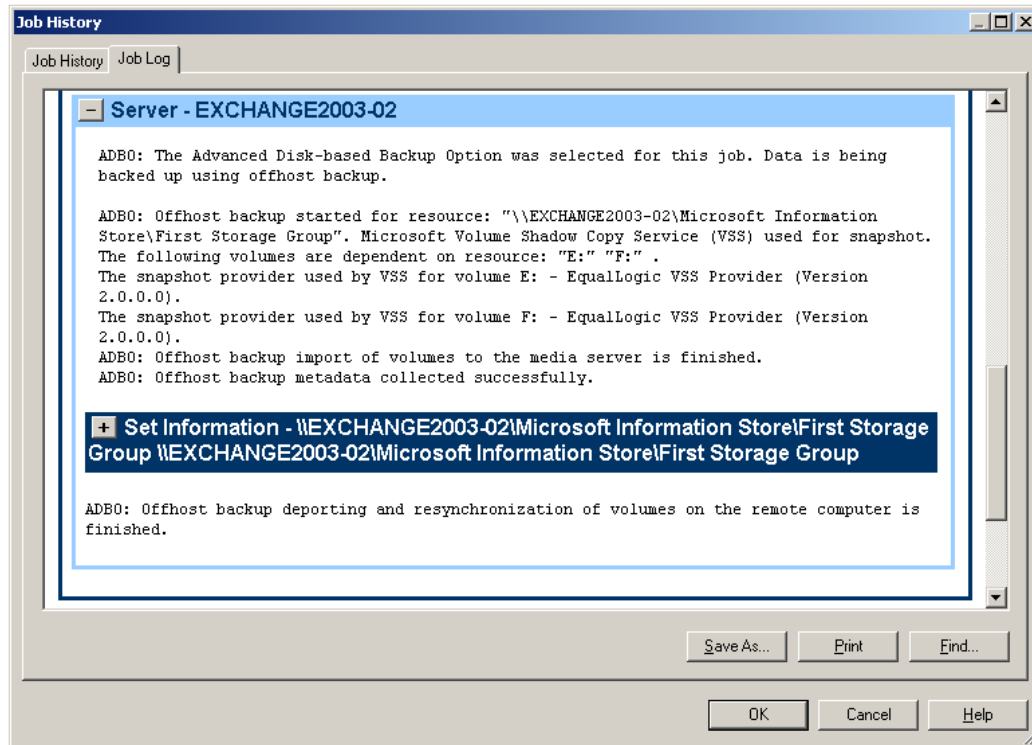 Job History
Job History Job Log
Server - EXCHANGE2003-02
ADBO: The Advanced Disk-based Backup Option was selected for this job. Data is being
backed up using offhost backup.
ADBO: Offhost backup started for resource: "\\EXCHANGE2003-02\Microsoft Information
Store\First Storage Group". Microsoft Volume Shadow Copy Service (VSS) used for snapshot.
The following volumes are dependent on resource: "E:" "F:" .
The snapshot provider used by VSS for volume E: - EqualLogic VSS Provider (Version
2.0.0.0).
The snapshot provider used by VSS for volume F: - EqualLogic VSS Provider (Version
2.0.0.0).
ADBO: Offhost backup import of volumes to the media server is finished.
ADBO: Offhost backup metadata collected successfully.
Set Information - \\EXCHANGE2003-02\Microsoft Information Store\First Storage
Group \\EXCHANGE2003-02\Microsoft Information Store\First Storage Group
ADBO: Offhost backup deporting and resynchronization of volumes on the remote computer is
finished.
Save As... Print Find...
OK Cancel Help